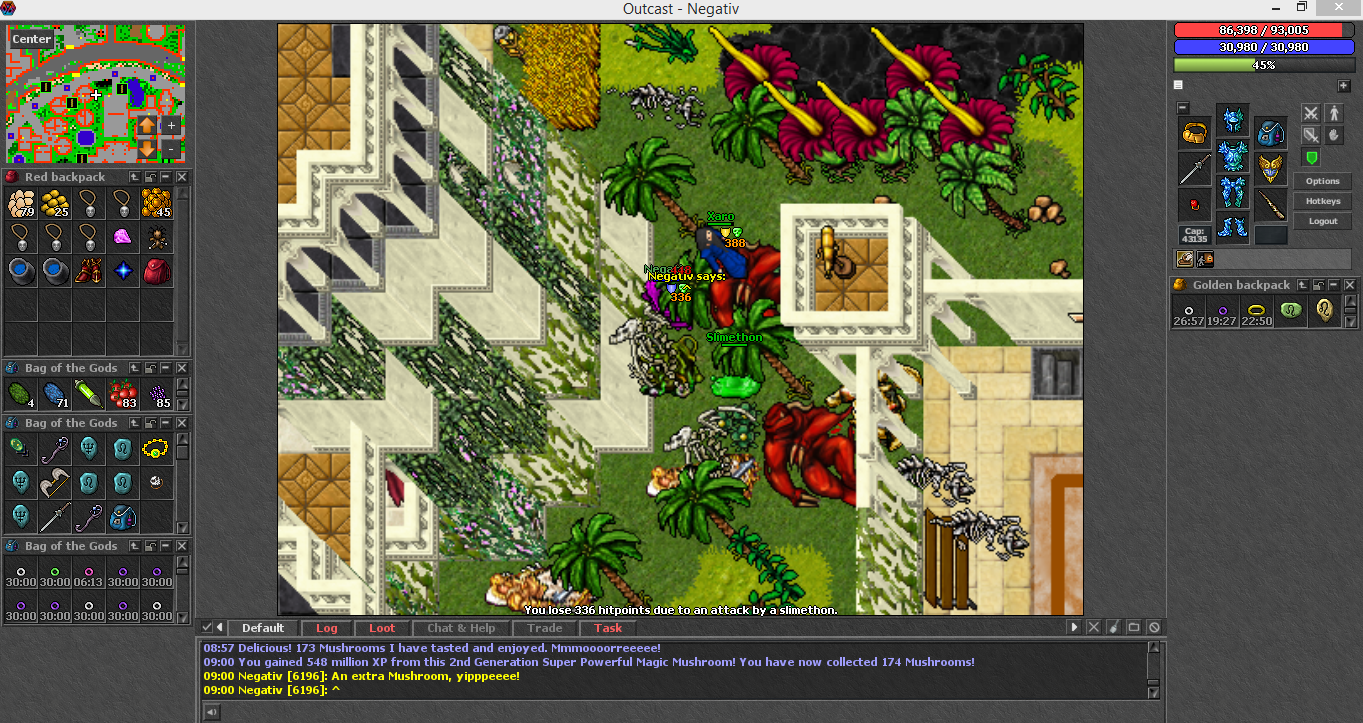 Outcast - Negativ
Center
86,398 / 93,005
30,980 / 30,980
45%
+
-
Red backpack
79
25
45
Bag of the Gods
4
71
83
85
Bag of the Gods
Bag of the Gods
30:00
30:00
06:13
30:00
30:00
30:00
30:00
30:00
30:00
30:00
Xaro
388
Negativ says:
^
336
Slimethon
You lose 336 hitpoints due to an attack by a slimethon.
Options
Hotkeys
Logout
Cap:
43135
Golden backpack
26:57
19:27
22:50
Default
Log
Loot
Chat & Help
Trade
Task
08:57 Delicious! 173 Mushrooms I have tasted and enjoyed. Mmmoooorreeeee!
09:00 You gained 548 million XP from this 2nd Generation Super Powerful Magic Mushroom! You have now collected 174 Mushrooms!
09:00 Negativ [6196]: An extra Mushroom, yipppeeee!
09:00 Negativ [6196]: ^